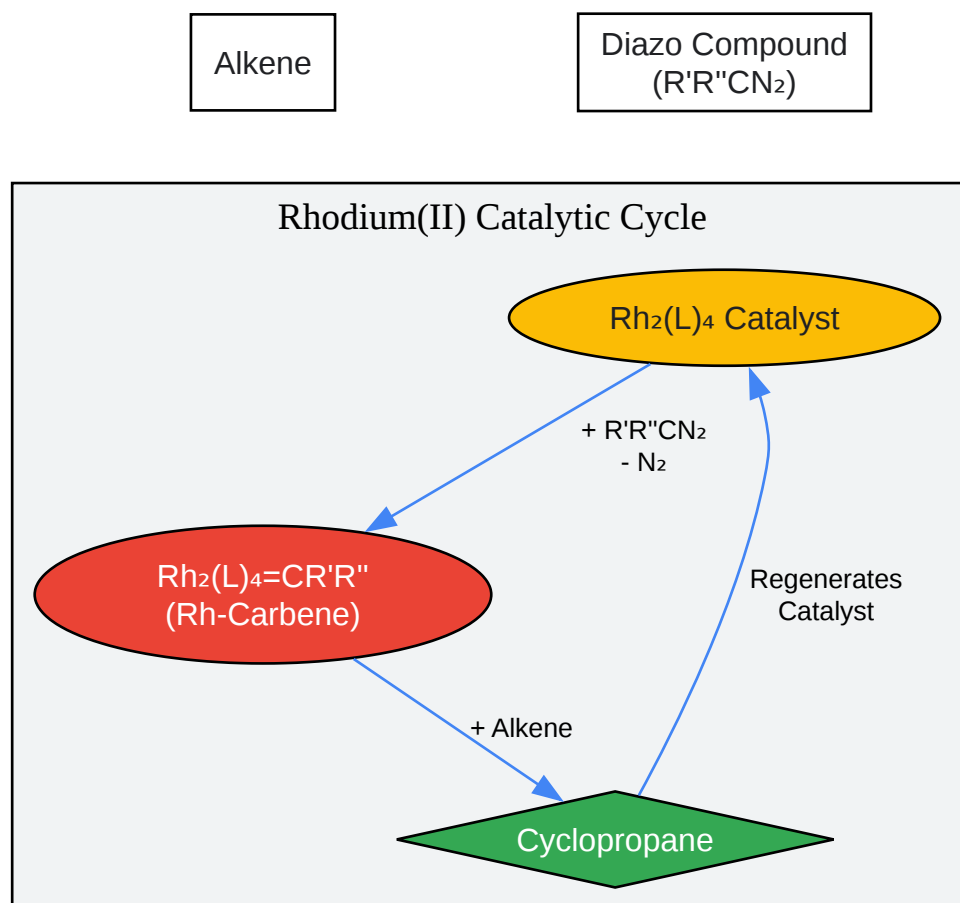 Alkene
Diazo Compound
(R'R"CN₂)
Rhodium(II) Catalytic Cycle
Rh₂(L)₄ Catalyst
+ R'R"CN₂
- N₂
Rh₂(L)₄=CR'R"
(Rh-Carbene)
Regenerates
Catalyst
+ Alkene
Cyclopropane